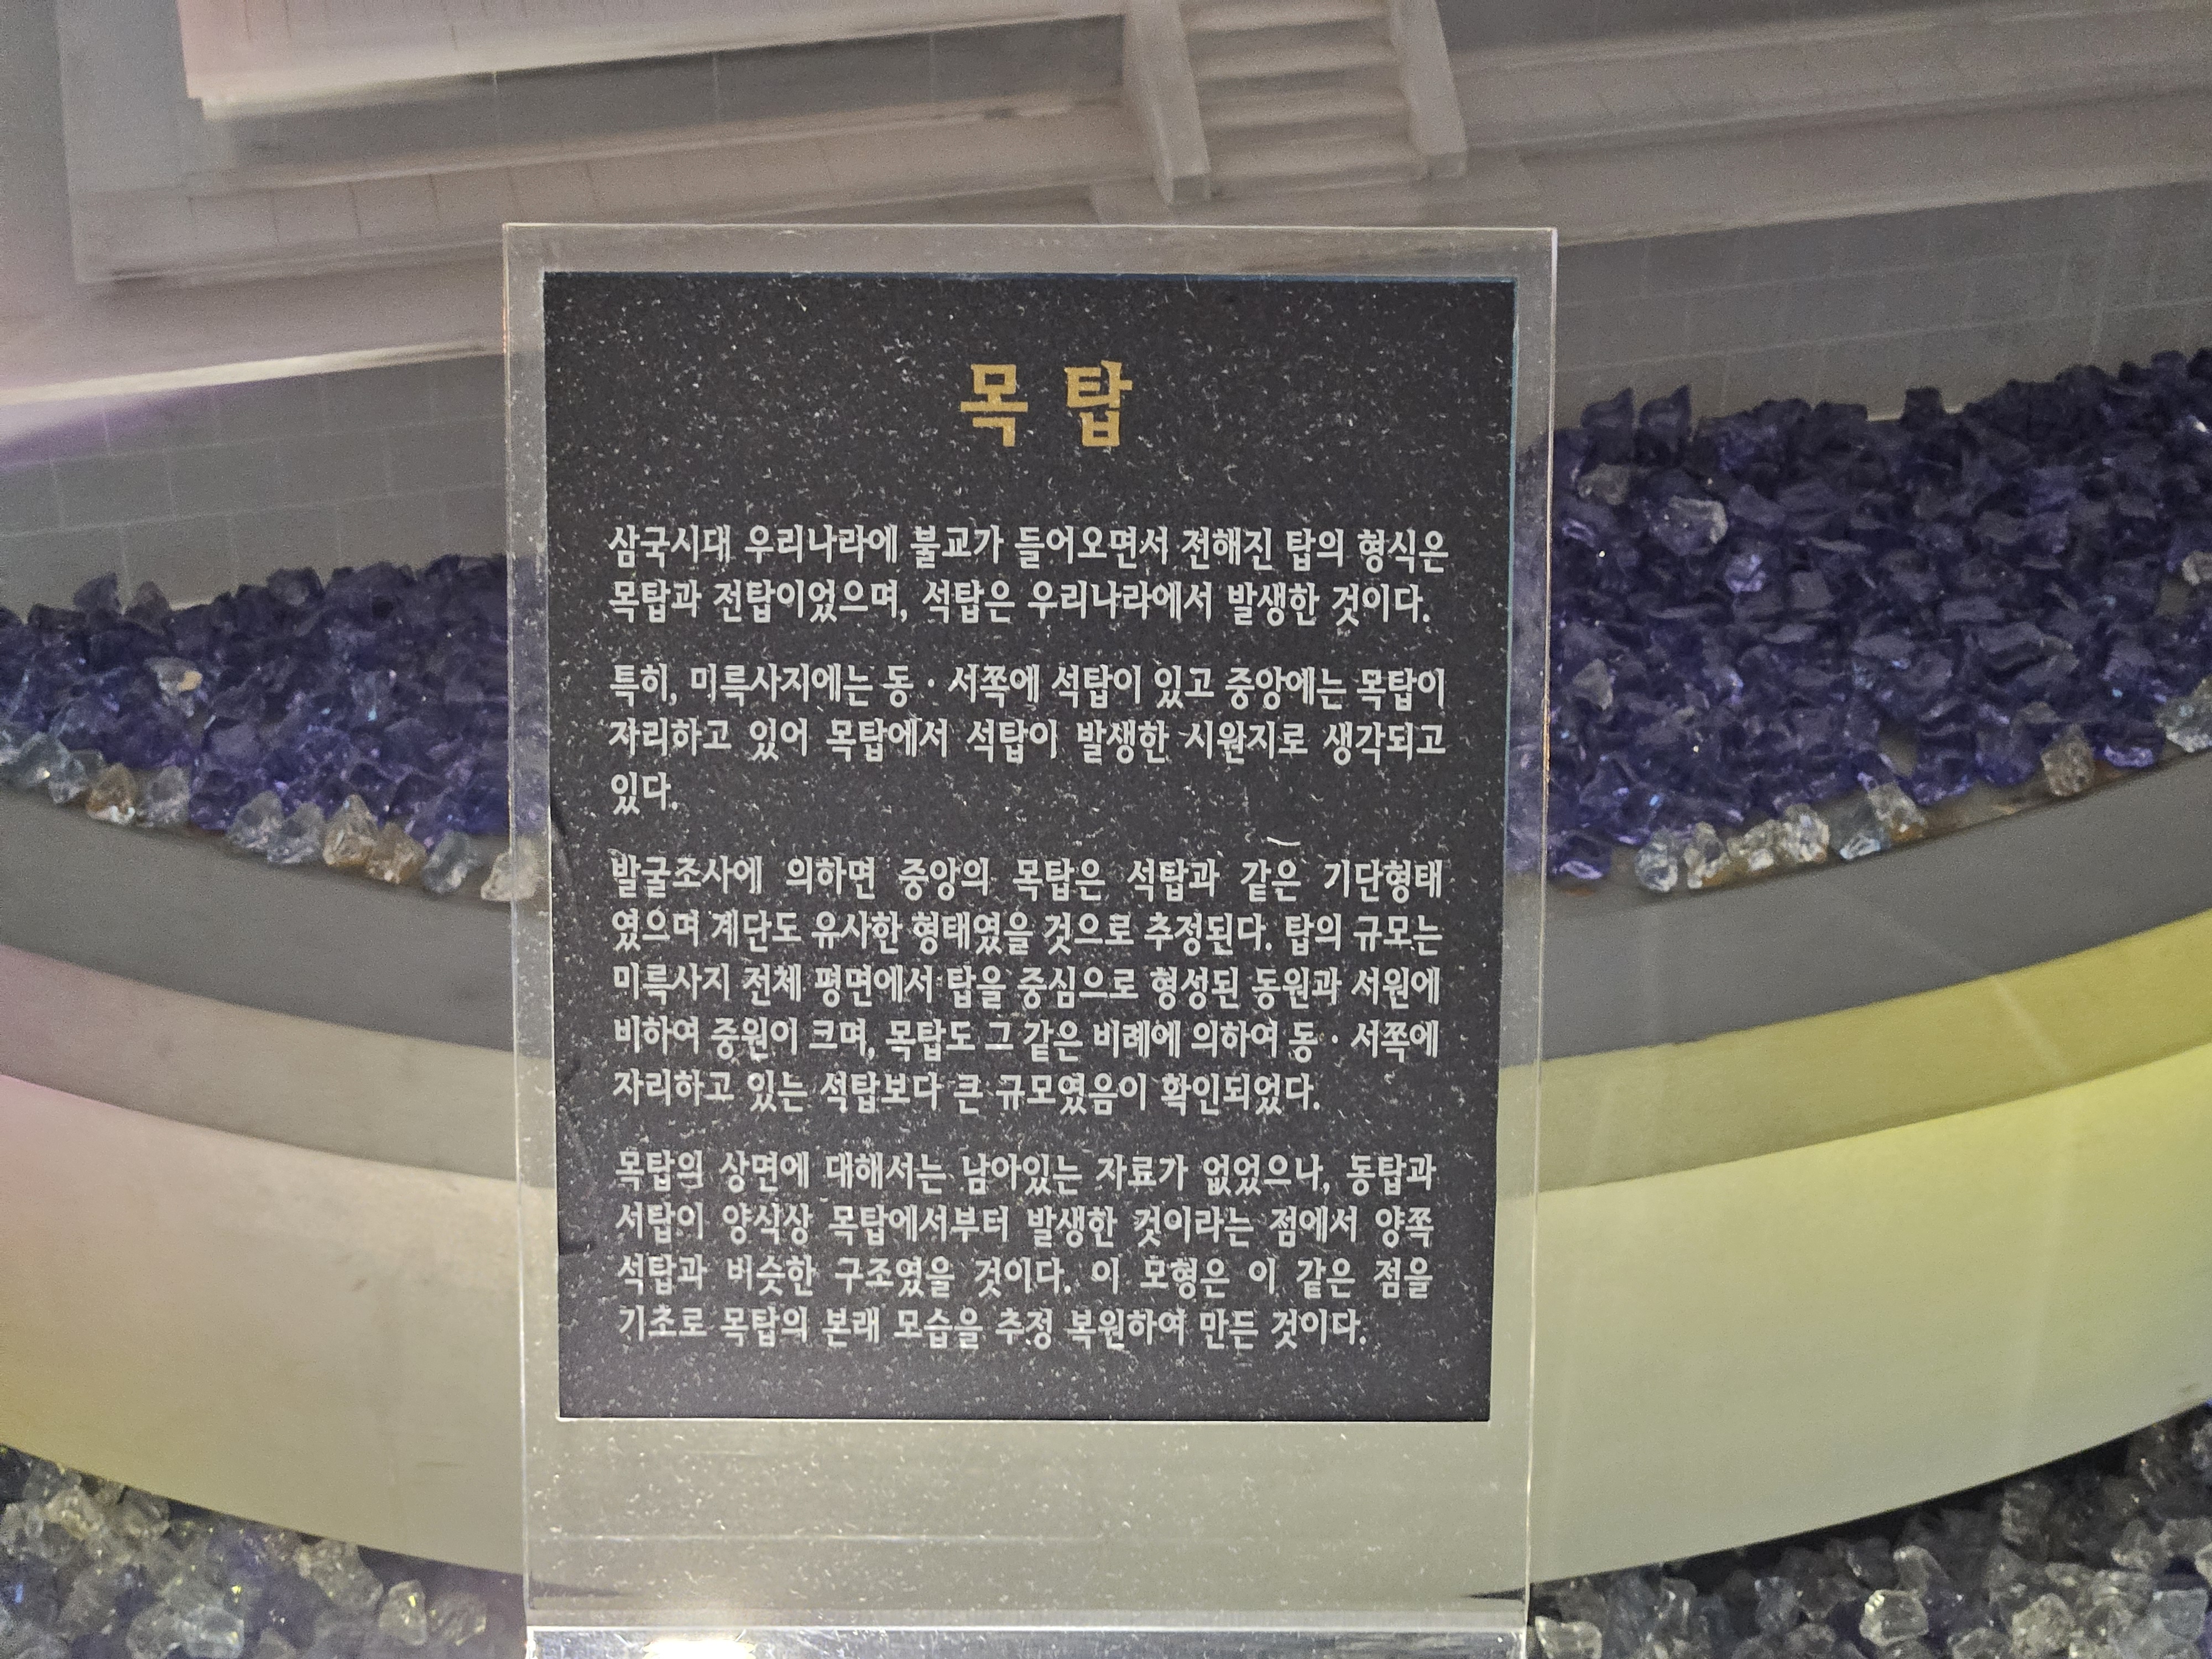 목탑
삼국시대 우리나라에 불교가 들어오면서 전해진 탑의 형식은
목탑과 전탑이었으며, 석탑은 우리나라에서 발생한 것이다.
특히, 미륵사지에는 동·서쪽에 석탑이 있고 중앙에는 목탑이
자리하고 있어 목탑에서 석탑이 발생한 시원지로 생각되고
있다.
발굴조사에 의하면 중앙의 목탑은 석탑과 같은 기단형태
였으며 계단도 유사한 형태였을 것으로 추정된다. 탑의 규모는
미륵사지 전체 평면에서 탑을 중심으로 형성된 동원과 서원에
비하여 중원이 크며, 목탑도 그 같은 비례에 의하여 동·서쪽에
자리하고 있는 석탑보다 큰 규모였음이 확인되었다.
목탑의 상면에 대해서는 남아있는 자료가 없었으나, 동탑과
서탑이 양식상 목탑에서부터 발생한 것이라는 점에서 양쪽
석탑과 비슷한 구조였을 것이다. 이 모형은 이 같은 점을
기초로 목탑의 본래 모습을 추정 복원하여 만든 것이다.